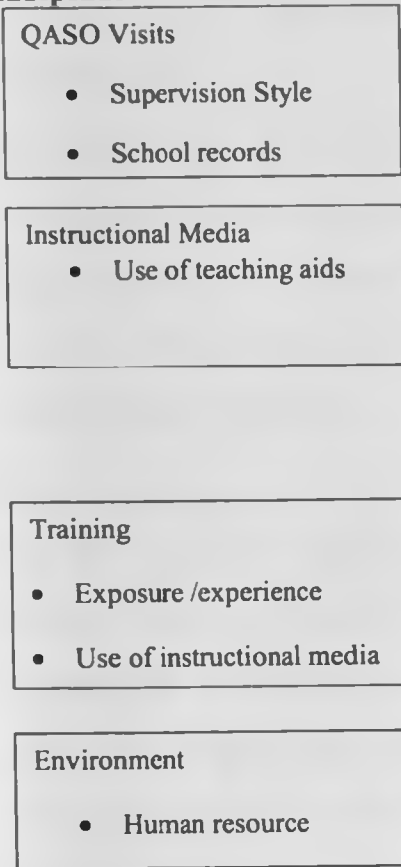 QASO Visits
• Supervision Style
• School records
Instructional Media
• Use of teaching aids
Training
• Exposure /experience
• Use of instructional media
Environment
• Human resource